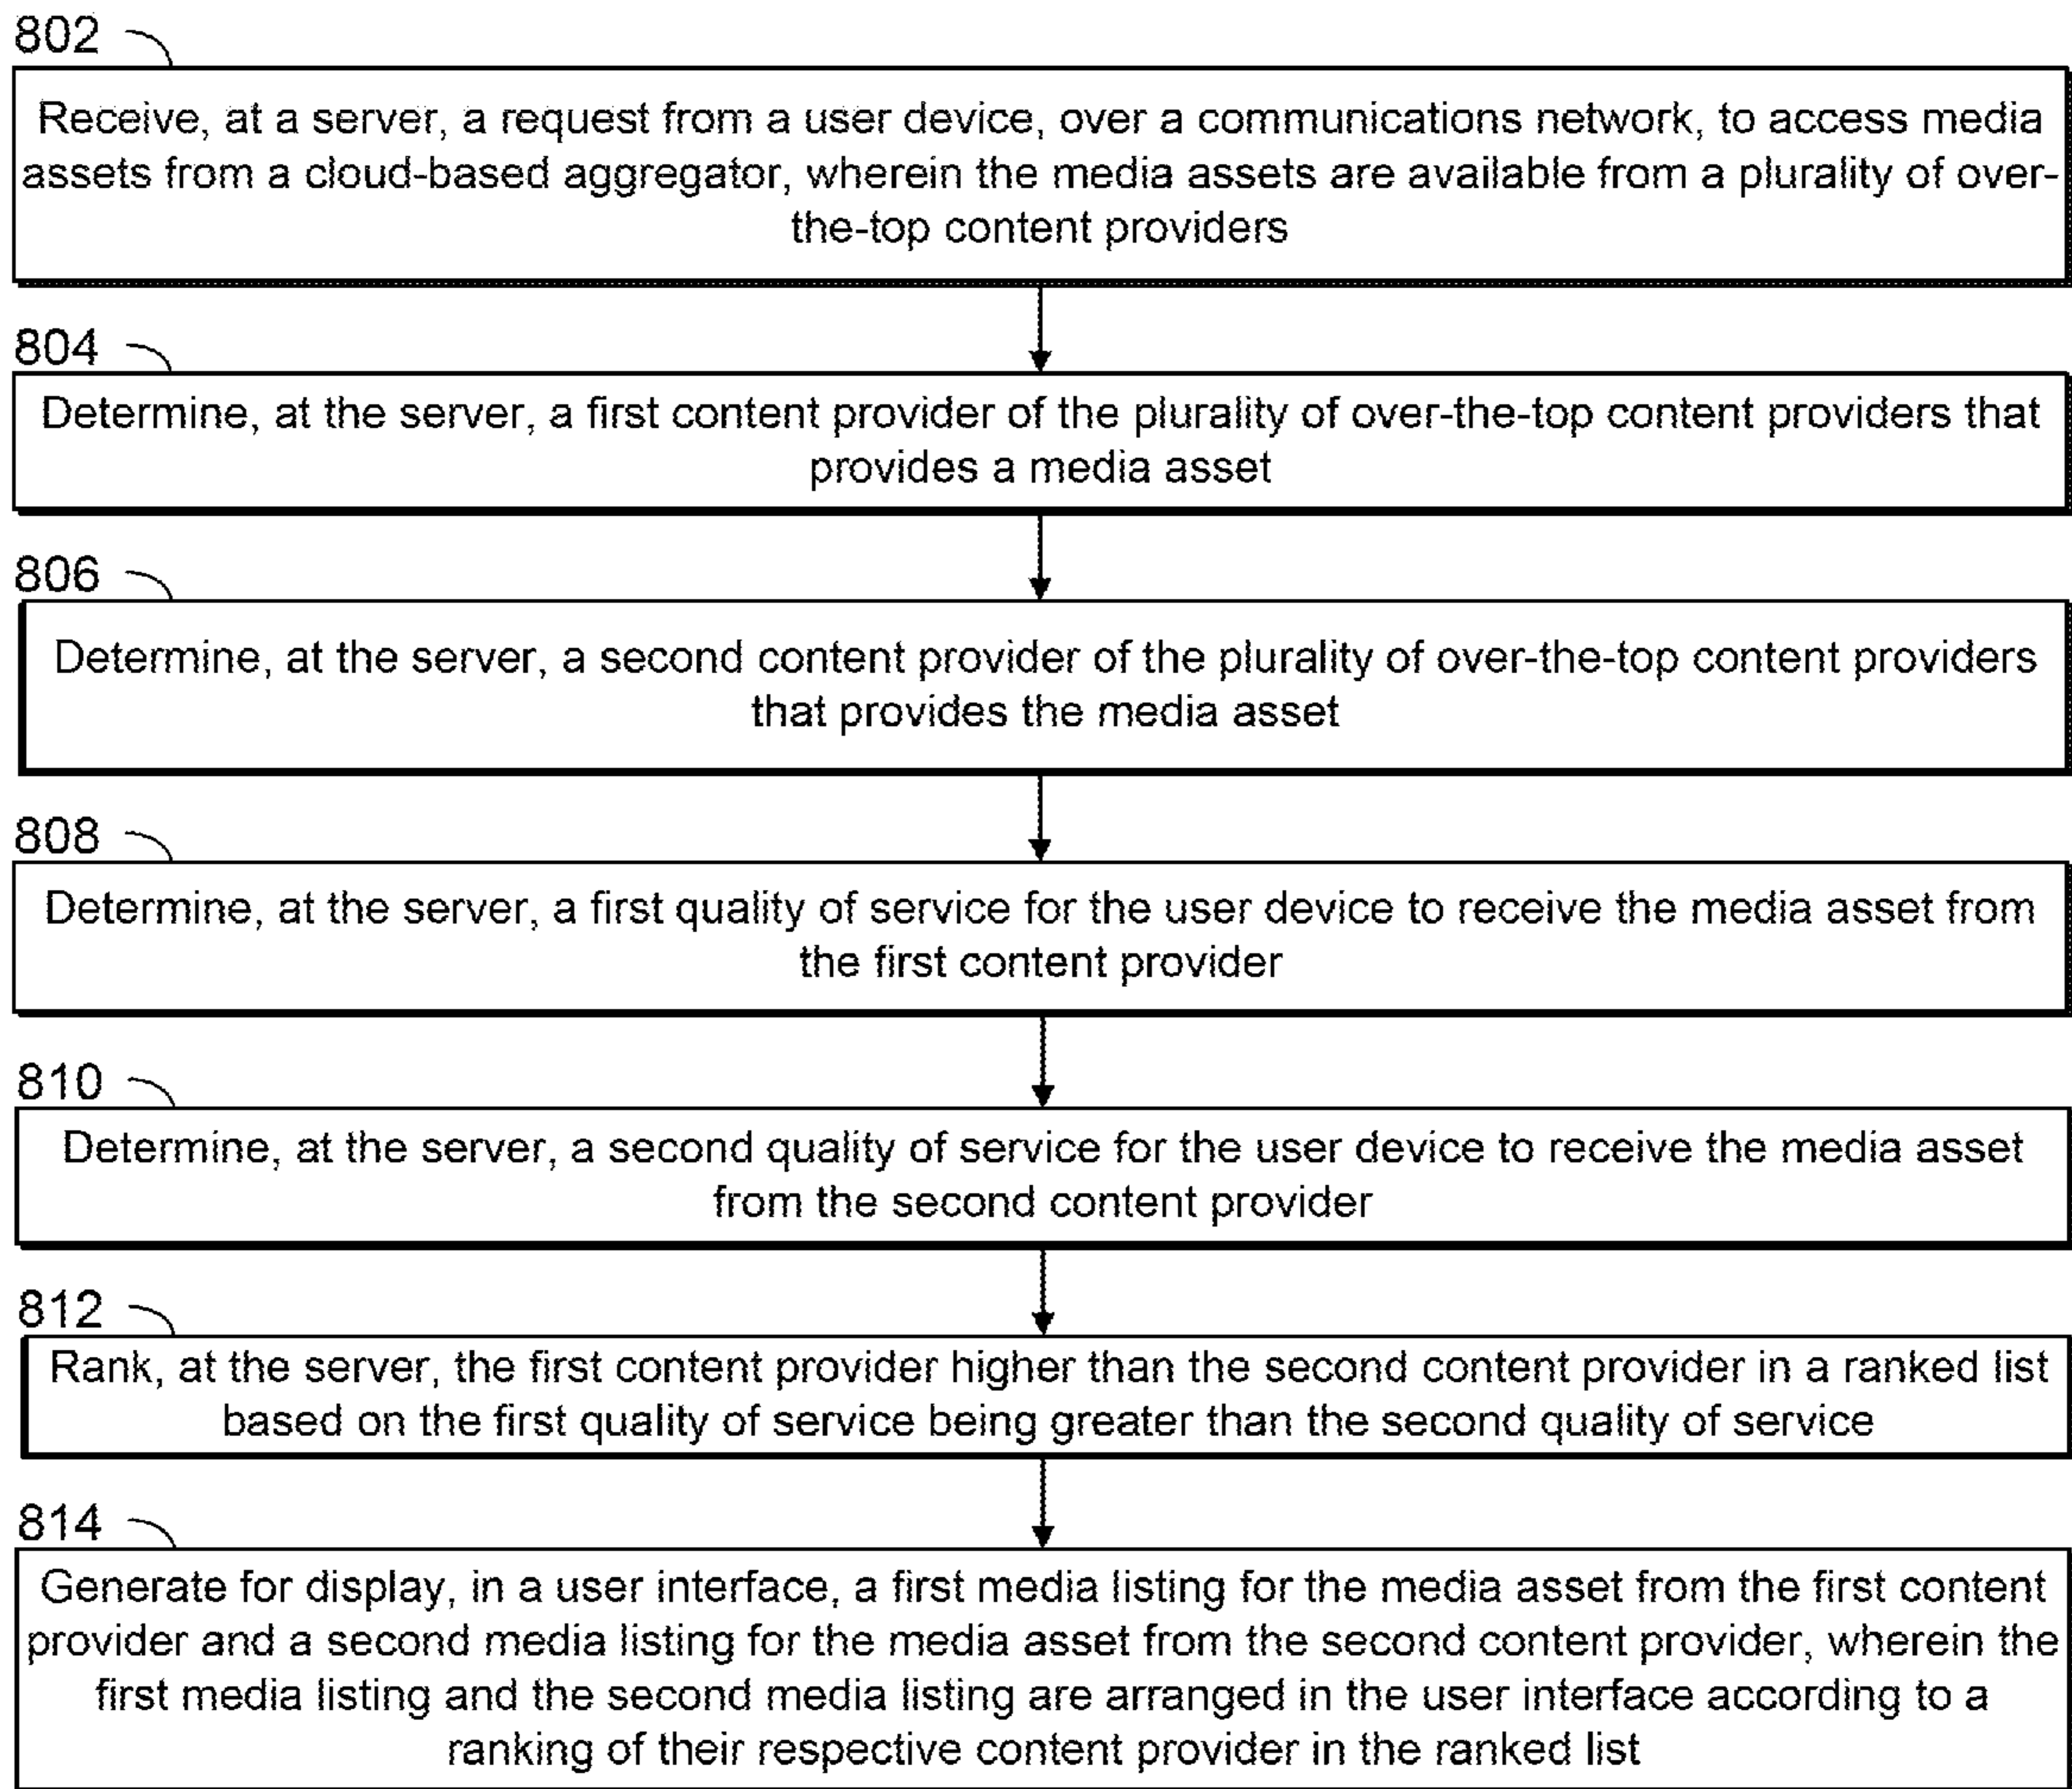 802
Receive, at a server, a request from a user device, over a communications network, to access media
assets from a cloud-based aggregator, wherein the media assets are available from a plurality of over-
the-top content providers
804
Determine, at the server, a first content provider of the plurality of over-the-top content providers that
provides a media asset
806
Determine, at the server, a second content provider of the plurality of over-the-top content providers
that provides the media asset
808
Determine, at the server, a first quality of service for the user device to receive the media asset from
the first content provider
810
Determine, at the server, a second quality of service for the user device to receive the media asset
from the second content provider
812
Rank, at the server, the first content provider higher than the second content provider in a ranked list
based on the first quality of service being greater than the second quality of service
814
Generate for display, in a user interface, a first media listing for the media asset from the first content
provider and a second media listing for the media asset from the second content provider, wherein the
first media listing and the second media listing are arranged in the user interface according to a
ranking of their respective content provider in the ranked list